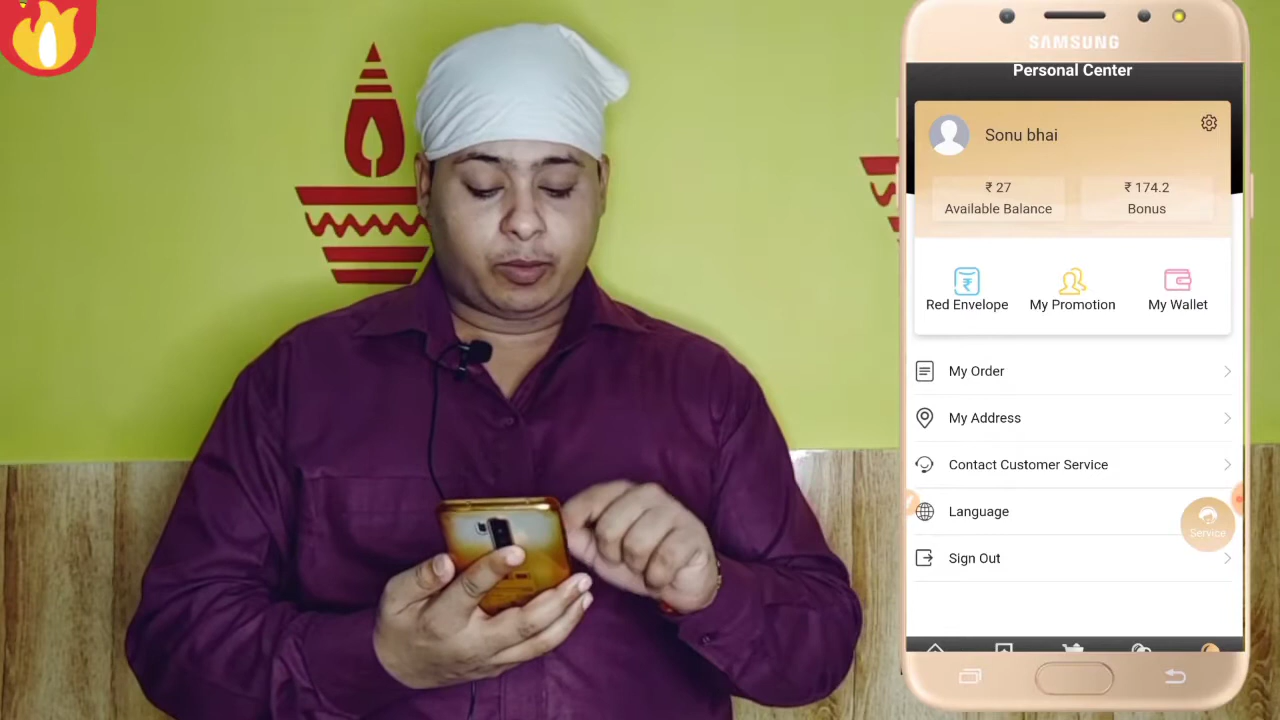 SAMSUNG
Personal Center
Sonu bhai
₹ 27
Available Balance
₹ 174.2
Bonus
Red Envelope
My Promotion
My Wallet
My Order
My Address
Contact Customer Service
Language
Service
Sign Out